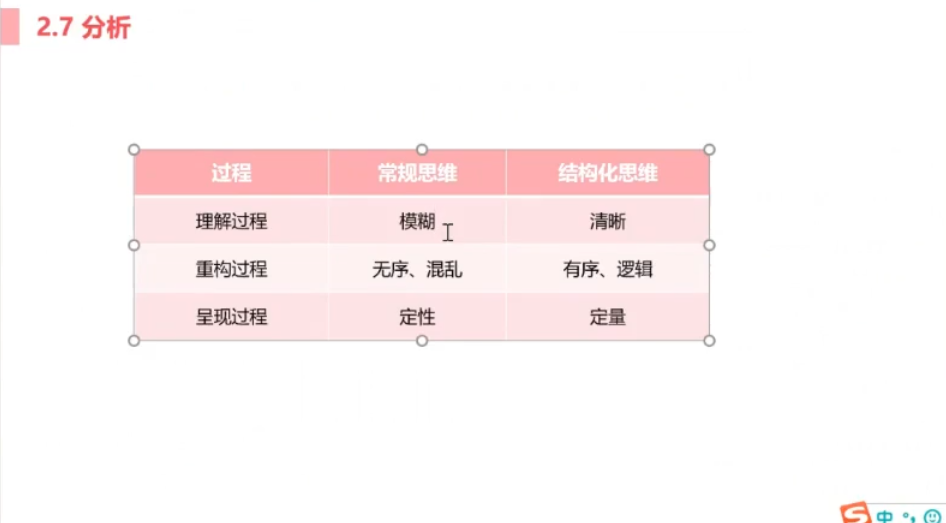 2.7 分析
过程 常规思维 结构化思维
理解过程 模糊 清晰
重构过程 无序、混乱 有序、逻辑
呈现过程 定性 定量
中